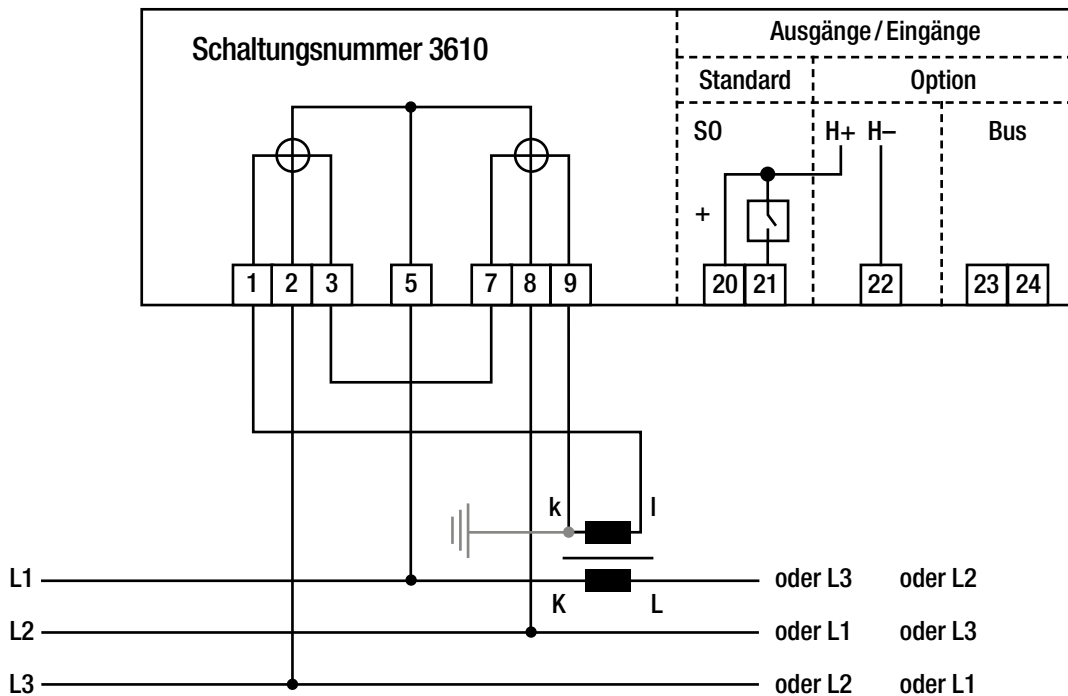 Schaltungsnummer 3610
Ausgänge / Eingänge
Standard
Option
S0
H+ H–
Bus
+
1 2 3 5 7 8 9
20 21 22 23 24
k l
L1
K L
oder L3 oder L2
L2
oder L1 oder L3
L3
oder L2 oder L1